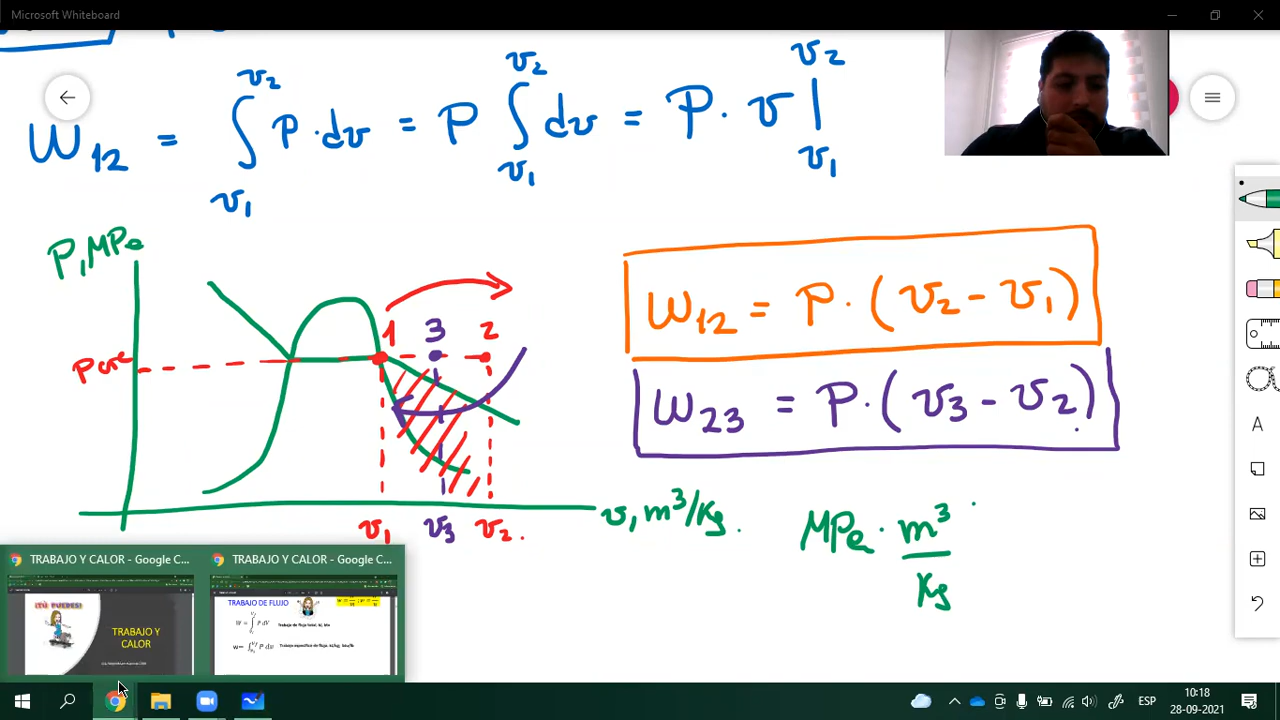 Microsoft Whiteboard
W12 = ∫v1v2 P·dv = P ∫v1v2 dv = P·v |v1v2
P, MPa
Pcte
1 3 2
v1 v3 v2.
v, m³/Kg.
W12 = P·(v2 - v1)
W23 = P·(v3 - v2)
MPa · m³/Kg
TRABAJO Y CALOR - Google C...
TRABAJO Y CALOR - Google C...
¡TÚ PUEDES!
TRABAJO Y
CALOR
TRABAJO DE FLUJO
A
ESP
10:18
28-09-2021